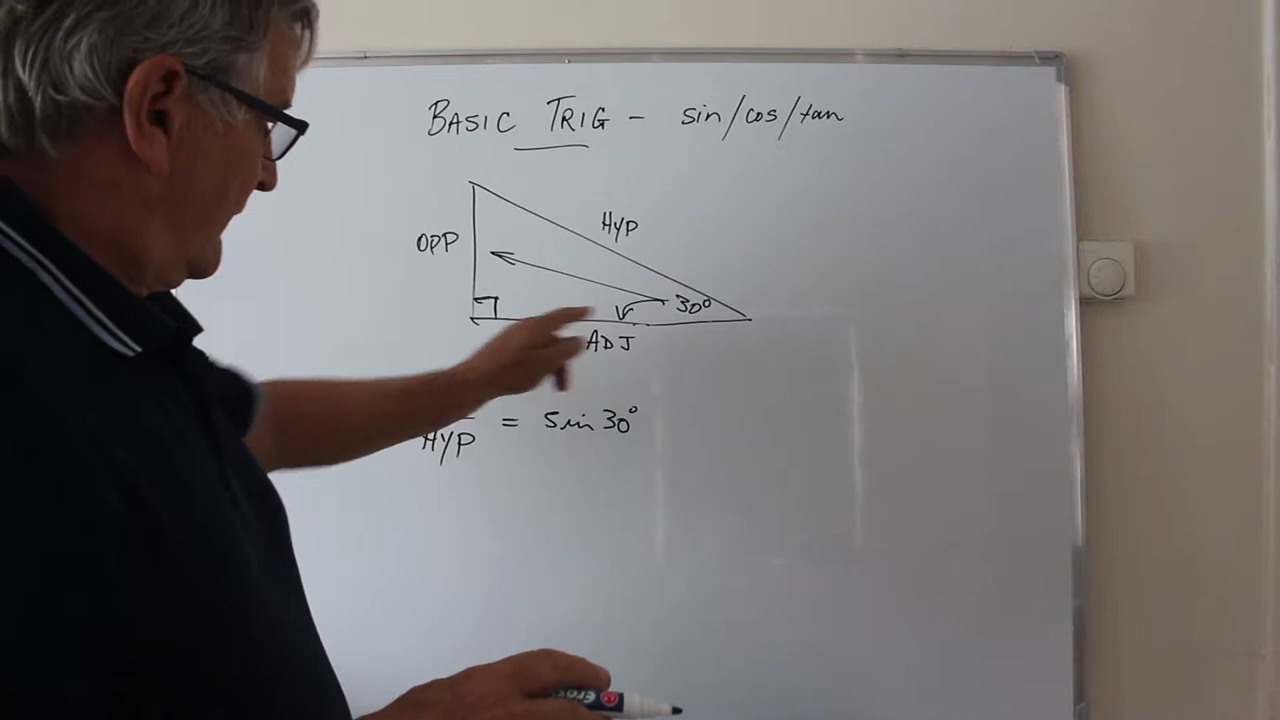 BASIC TRIG - sin/cos/tan
HYP
OPP
30°
ADJ
= sin 30°
HYP